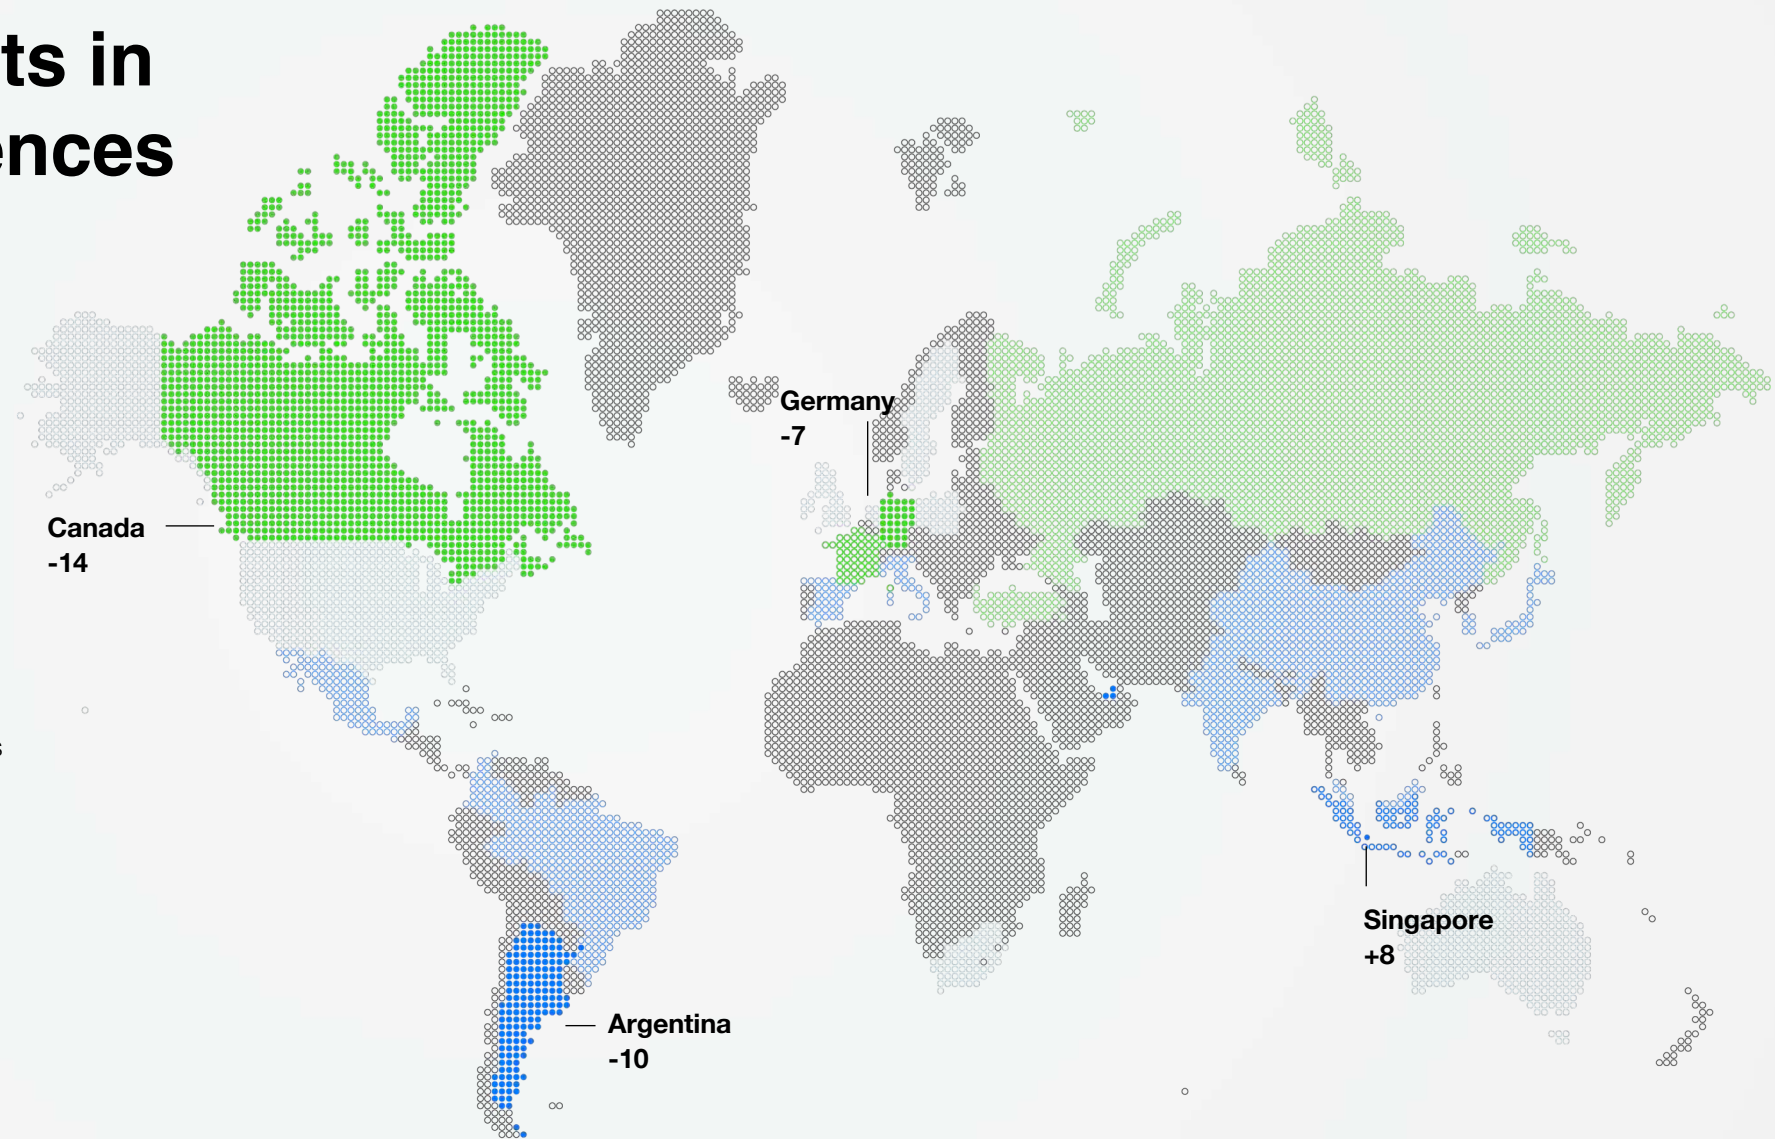 ts in
ences
Germany
-7
Canada
-14
s
Singapore
+8
Argentina
-10